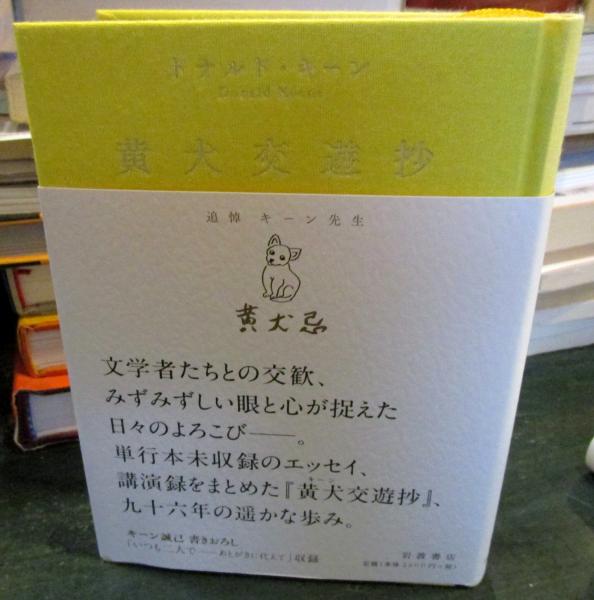 ドナルド・キーン
Donald Keene
黄犬交遊抄
追悼 キーン先生
黄犬忌
文学者たちとの交歓、
みずみずしい眼と心が捉えた
日々のよろこび——。
単行本未収録のエッセイ、
講演録をまとめた『黄犬交遊抄』、
九十六年の遥かな歩み。
キーン誠己 書きおろし
「いつも二人で——あとがきに代えて」収録
岩波書店